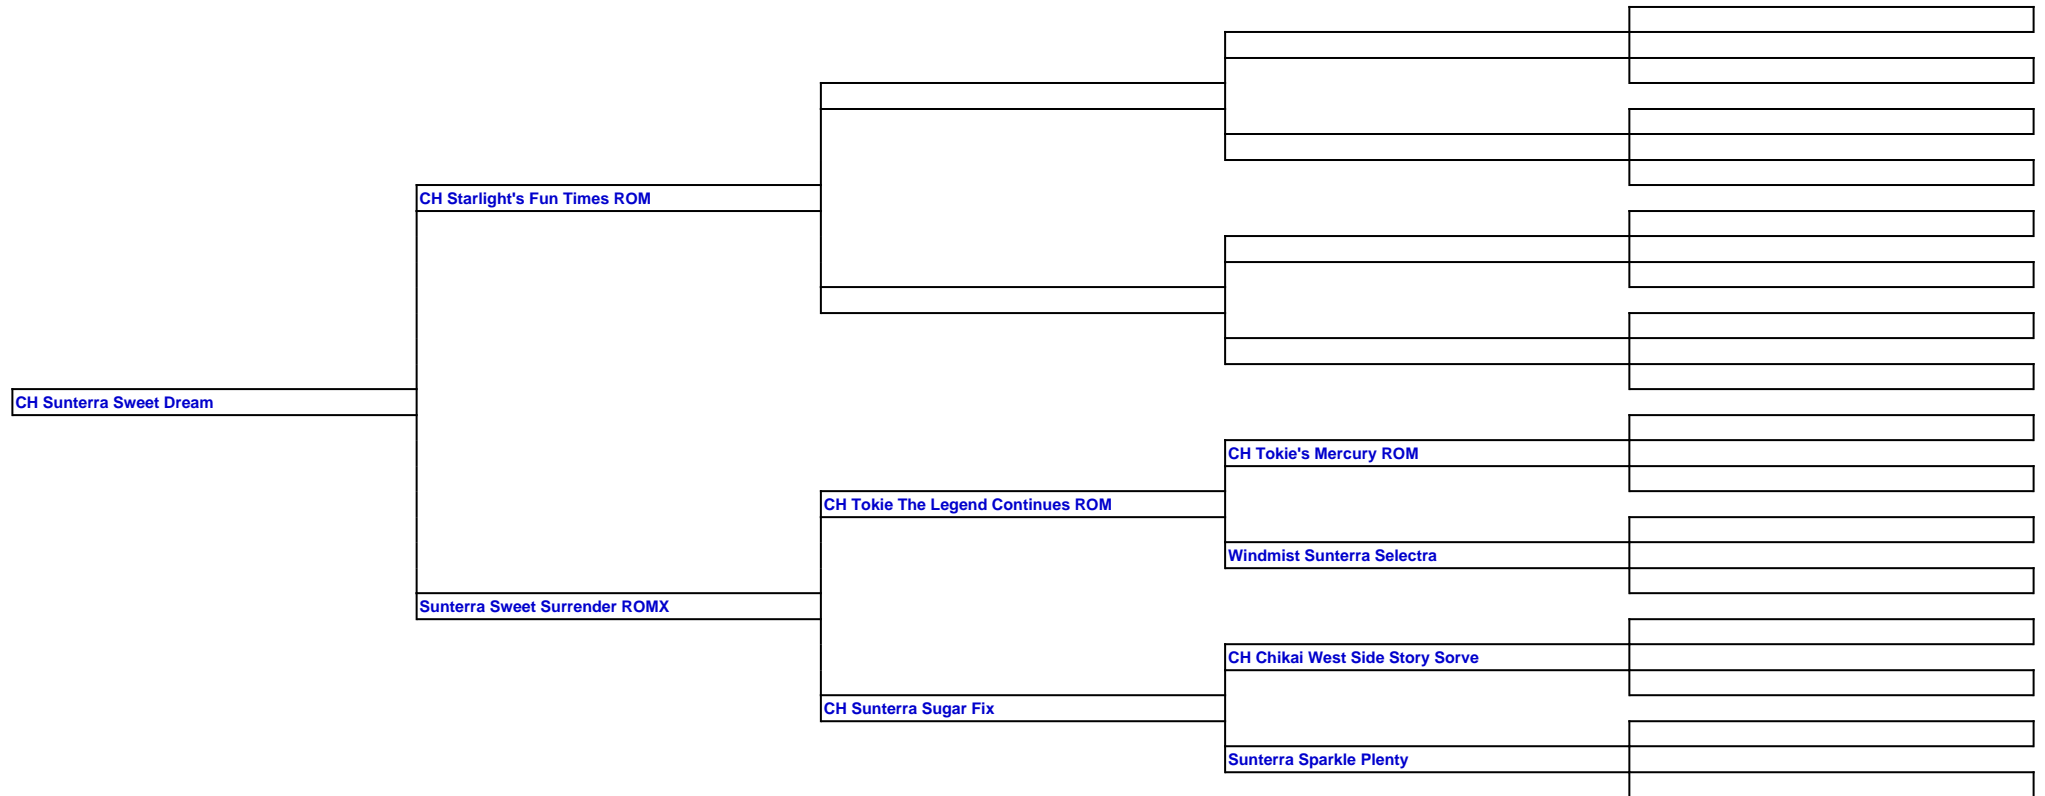 CH Starlight's Fun Times ROM
CH Sunterra Sweet Dream
CH Tokie's Mercury ROM
CH Tokie The Legend Continues ROM
Windmist Sunterra Selectra
Sunterra Sweet Surrender ROMX
CH Chikai West Side Story Sorve
CH Sunterra Sugar Fix
Sunterra Sparkle Plenty